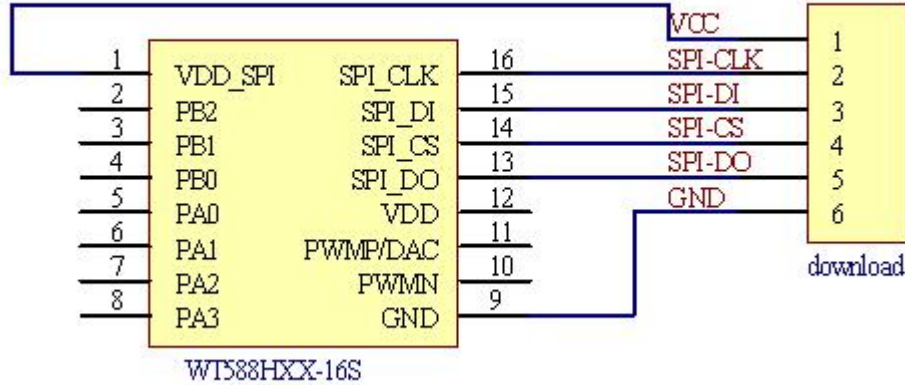 VCC
1
1
16
SPI-CLK
VDD_SPI
SPI_CLK
2
2
15
SPI-DI
PB2
SPI_DI
3
3
14
SPI-CS
PB1
SPI_CS
4
4
13
SPI-DO
PB0
SPI_DO
5
5
12
GND
PA0
VDD
6
6
11
PA1
PWMP/DAC
7
10
PA2
PWMN
download
8
9
PA3
GND
WT588HXX-16S